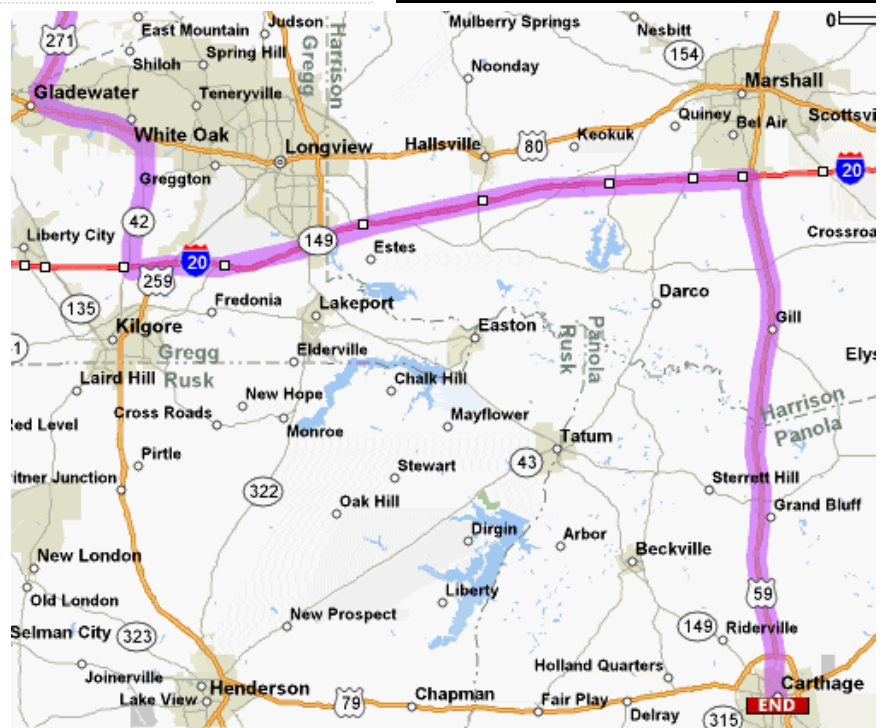 0
Mulberry Springs
Nesbitt
East Mountain
Judson
271
Shiloh
Spring Hill
Harrison
Gregg
154
Noonday
Marshall
Gladewater
Teneryville
White Oak
Quiney
Bel Air
Scottsvi
Longview
Hallsville
80
Keokuk
Greggton
20
42
Liberty City
149
Crossroa
20
Estes
259
Darco
135
Fredonia
Lakeport
Kilgore
Easton
Gill
Panola
Rusk
1
Gregg
Rusk
Elderville
Elys
Laird Hill
Chalk Hill
New Hope
Harrison
Panola
Cross Roads
ed Level
Monroe
Mayflower
Tatum
Pirtle
43
itner Junction
Stewart
Sterrett Hill
322
Oak Hill
Grand Bluff
Dirgin
Arbor
Beckville
New London
Old London
Liberty
59
New Prospect
149
Riderville
Selman City
323
Holland Quarters
Joinerville
Henderson
Carthage
Lake View
79
Chapman
Fair Play
END
Delray
315